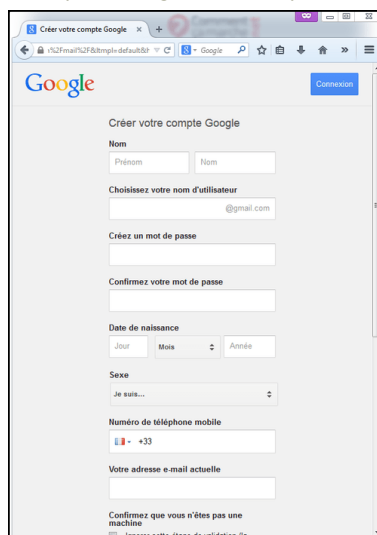 Créer votre compte Google
Google
Google
Connexion
Créer votre compte Google
Nom
Prénom Nom
Choisissez votre nom d'utilisateur
@gmail.com
Créez un mot de passe
Confirmez votre mot de passe
Date de naissance
Jour Mois Année
Sexe
Je suis...
Numéro de téléphone mobile
+33
Votre adresse e-mail actuelle
Confirmez que vous n'êtes pas une
machine